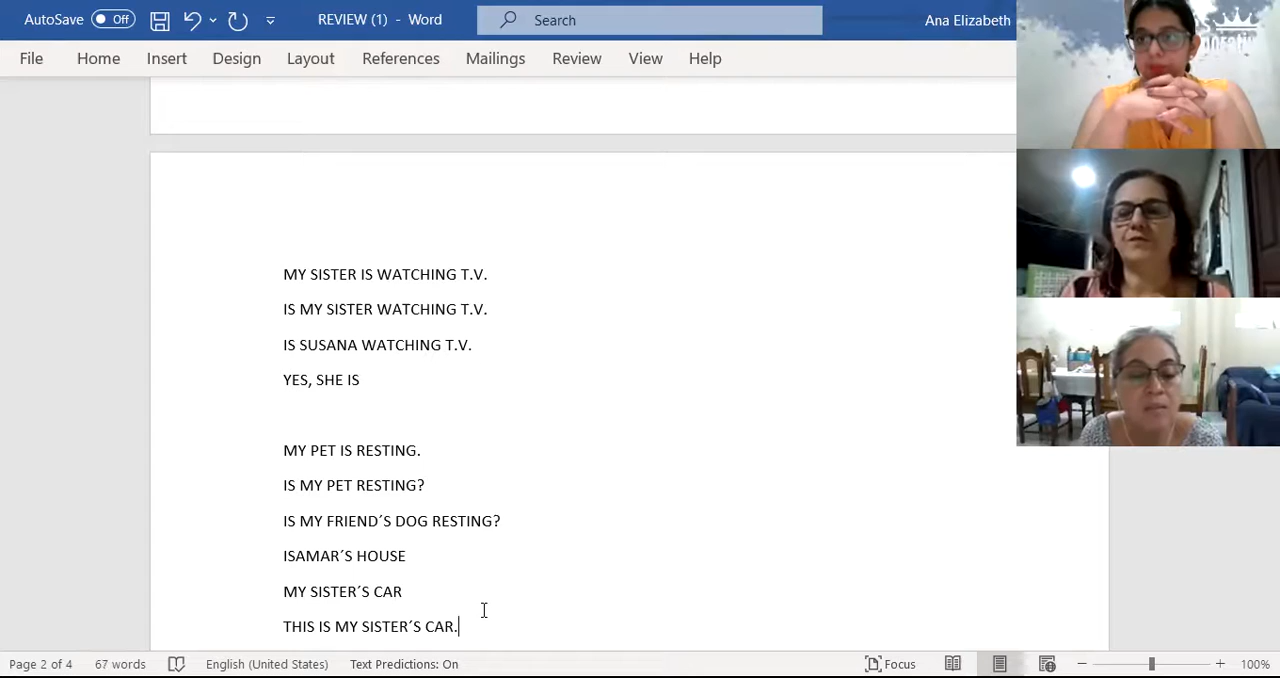 AutoSave Off REVIEW (1) - Word Search Ana Elizabeth
File Home Insert Design Layout References Mailings Review View Help
MY SISTER IS WATCHING T.V.
IS MY SISTER WATCHING T.V.
IS SUSANA WATCHING T.V.
YES, SHE IS
MY PET IS RESTING.
IS MY PET RESTING?
IS MY FRIEND´S DOG RESTING?
ISAMAR´S HOUSE
MY SISTER´S CAR
THIS IS MY SISTER´S CAR.
Page 2 of 4 67 words English (United States) Text Predictions: On Focus 100%